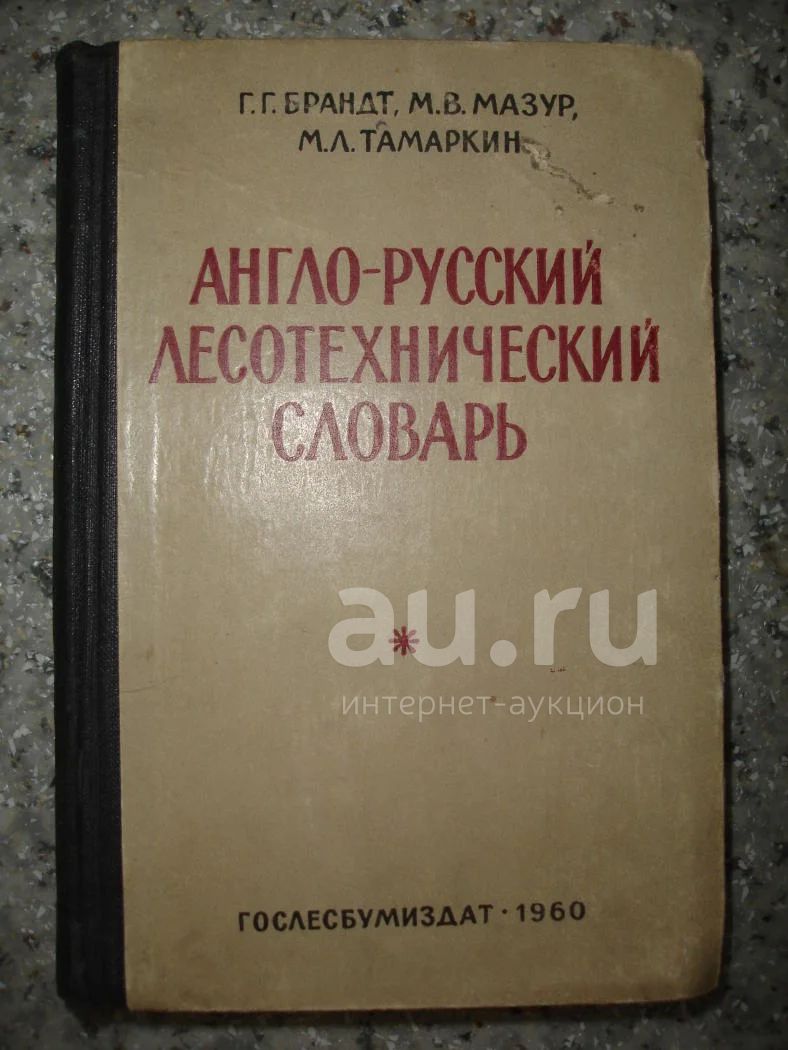 Г.Г. БРАНДТ, М.В. МАЗУР,
М.Л. ТАМАРКИН
АНГЛО-РУССКИЙ
ЛЕСОТЕХНИЧЕСКИЙ
СЛОВАРЬ
au.ru
интернет-аукцион
ГОСЛЕСБУМИЗДАТ · 1960